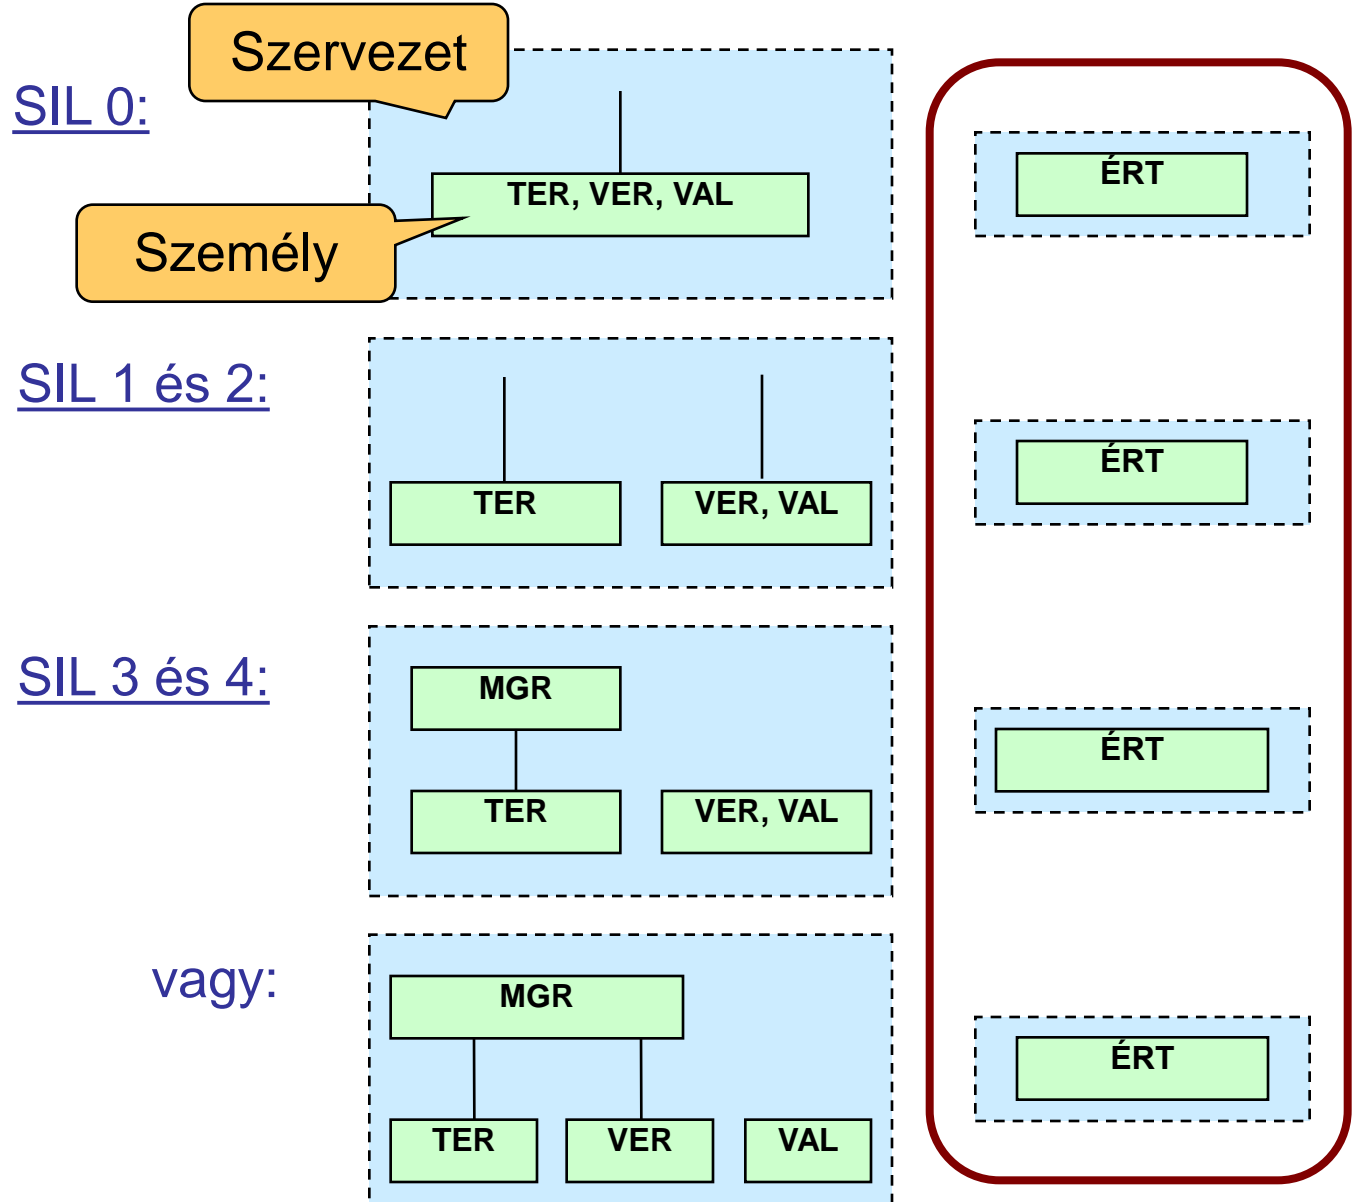 Szervezet
SIL 0:
TER, VER, VAL
ÉRT
Személy
SIL 1 és 2:
TER
VER, VAL
ÉRT
SIL 3 és 4:
MGR
TER
VER, VAL
ÉRT
vagy:
MGR
TER
VER
VAL
ÉRT